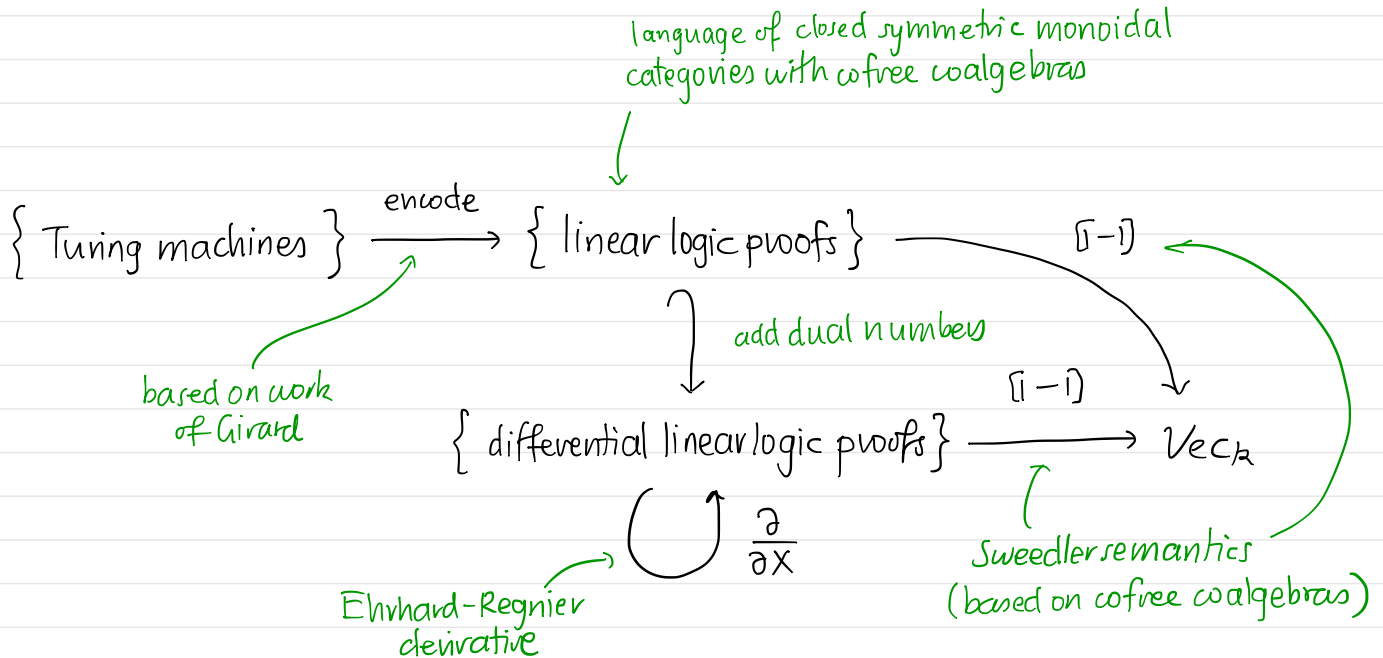 language of closed symmetric monoidal
categories with cofree coalgebras
encode
{ Turing machines } → { linear logic proofs }
⟦-⟧
add dual numbers
based on work
of Girard
⟦-⟧
{ differential linear logic proofs } → Vec_k
∂/∂X
Sweedler semantics
(based on cofree coalgebras)
Ehrhard-Regnier
derivative